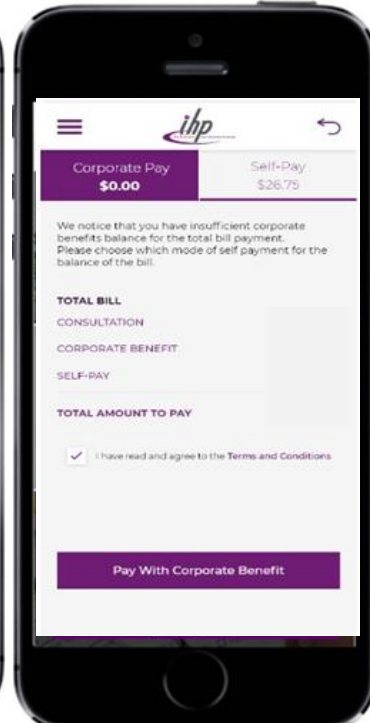 ihp
Corporate Pay
$0.00
Self-Pay
$26.75
We notice that you have insufficient corporate
benefits balance for the total bill payment.
Please choose which mode of self payment for the
balance of the bill.
TOTAL BILL
CONSULTATION
CORPORATE BENEFIT
SELF-PAY
TOTAL AMOUNT TO PAY
I have read and agree to the Terms and Conditions
Pay With Corporate Benefit